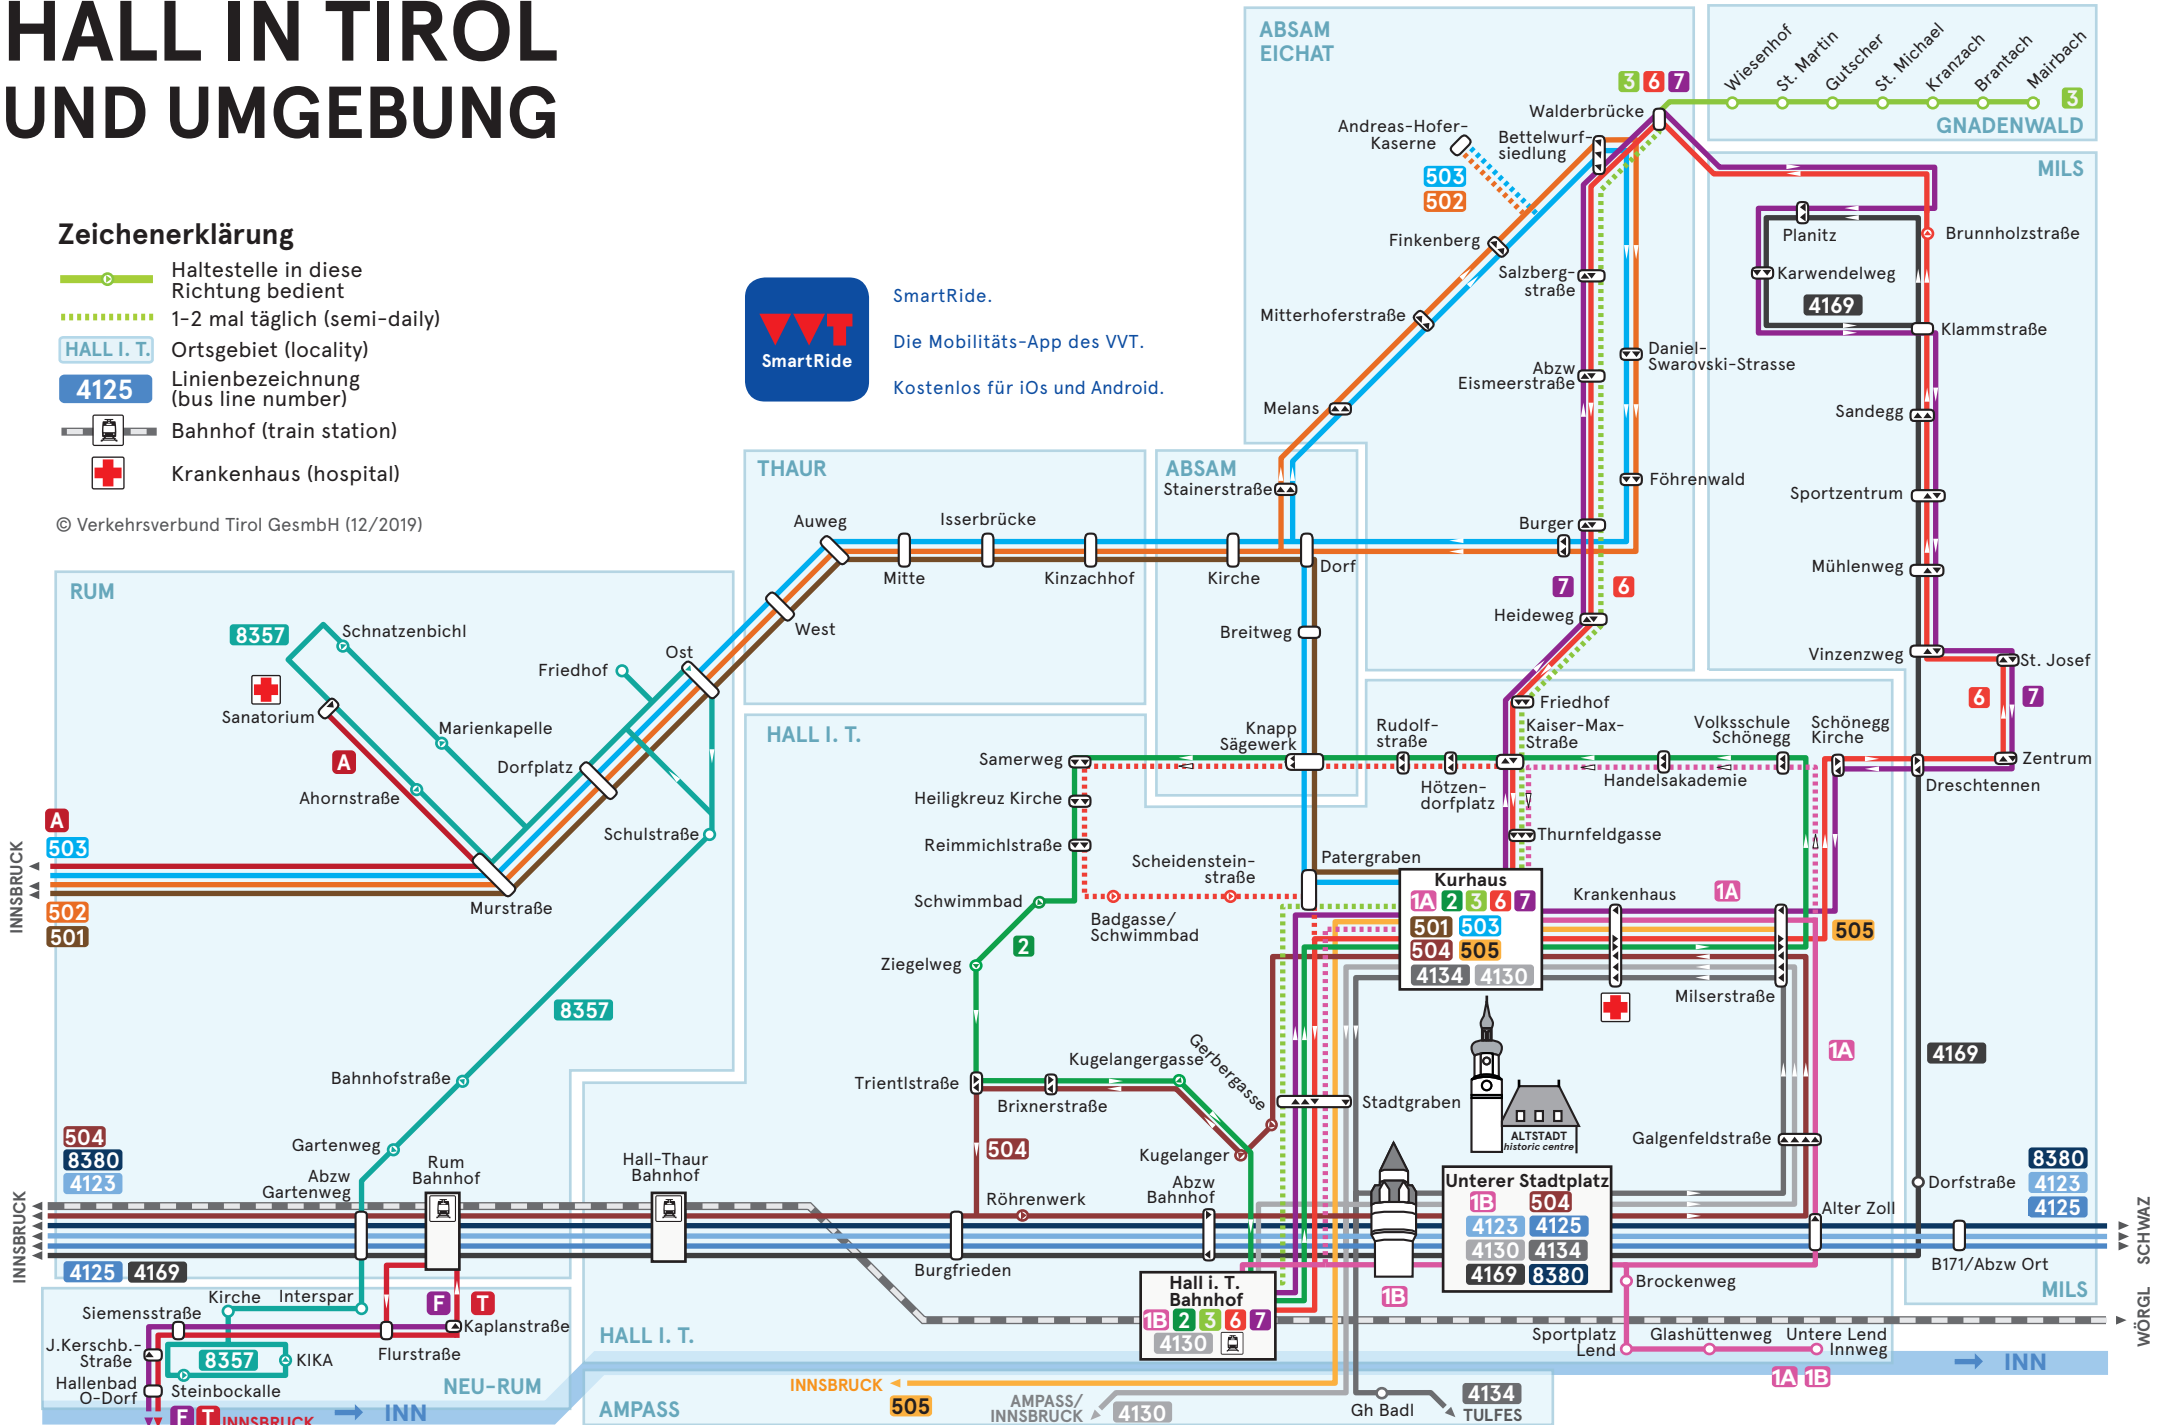 HALL IN TIROL
UND UMGEBUNG
Zeichenerklärung
Haltestelle in diese
Richtung bedient
1-2 mal täglich (semi-daily)
HALL I. T.
Ortsgebiet (locality)
4125
Linienbezeichnung
(bus line number)
Bahnhof (train station)
Krankenhaus (hospital)
© Verkehrsverbund Tirol GesmbH (12/2019)
VVT
SmartRide
SmartRide.
Die Mobilitäts-App des VVT.
Kostenlos für iOs und Android.
ABSAM
EICHAT
3 6 7
Walderbrücke
Andreas-Hofer-
Kaserne
503
502
Bettelwurf-
siedlung
Finkenberg
Salzberg-
straße
Mitterhoferstraße
Abzw
Eismeerstraße
Daniel-
Swarovski-Strasse
Melans
Föhrenwald
Burger
7
6
Heideweg
Wiesenhof
St. Martin
Gutscher
St. Michael
Kranzach
Brantach
Mairbach
3
GNADENWALD
MILS
Planitz
Brunnholzstraße
Karwendelweg
4169
Klammstraße
Sandegg
Sportzentrum
Mühlenweg
Vinzenzweg
St. Josef
6
7
Zentrum
Dreschtennen
4169
Dorfstraße
8380
4123
4125
B171/Abzw Ort
MILS
SCHWAZ
WÖRGL
THAUR
Auweg
Isserbrücke
Mitte
Kinzachhof
West
ABSAM
Stainerstraße
Kirche
Dorf
Breitweg
Knapp
Sägewerk
RUM
8357
Schnatzenbichl
Friedhof
Ost
Sanatorium
Marienkapelle
A
Dorfplatz
Ahornstraße
Schulstraße
A
503
INNSBRUCK
502
501
Murstraße
8357
Bahnhofstraße
Gartenweg
Abzw
Gartenweg
Rum
Bahnhof
504
8380
4123
INNSBRUCK
4125
4169
HALL I. T.
Samerweg
Heiligkreuz Kirche
Reimmichlstraße
Schwimmbad
Scheidenstein-
straße
Badgasse/
Schwimmbad
2
Ziegelweg
Trientlstraße
Kugelangergasse
Gerbergasse
Brixnerstraße
Kugelanger
504
Röhrenwerk
Abzw
Bahnhof
Burgfrieden
Hall-Thaur
Bahnhof
Rudolf-
straße
Hötzen-
dorfplatz
Friedhof
Kaiser-Max-
Straße
Volksschule
Schönegg
Schönegg
Kirche
Handelsakademie
Thurnfeldgasse
Patergraben
Kurhaus
1A 2 3 6 7
501 503
504 505
4134 4130
Krankenhaus
1A
505
Milserstraße
1A
Stadtgraben
ALTSTADT
historic centre
Galgenfeldstraße
Unterer Stadtplatz
1B 504
4123 4125
4130 4134
4169 8380
Alter Zoll
1B
Brockenweg
Sportplatz
Lend
Glashüttenweg
Untere Lend
Innweg
1A 1B
INN
Hall i. T.
Bahnhof
1B 2 3 6 7
4130
HALL I. T.
Siemensstraße
Kirche
Interspar
F T
Kaplanstraße
J.Kerschb.-
Straße
8357
KIKA
Flurstraße
Hallenbad
O-Dorf
Steinbockalle
NEU-RUM
F T INNSBRUCK
INN
AMPASS
INNSBRUCK
505
AMPASS/
INNSBRUCK
4130
Gh Badl
4134
TULFES